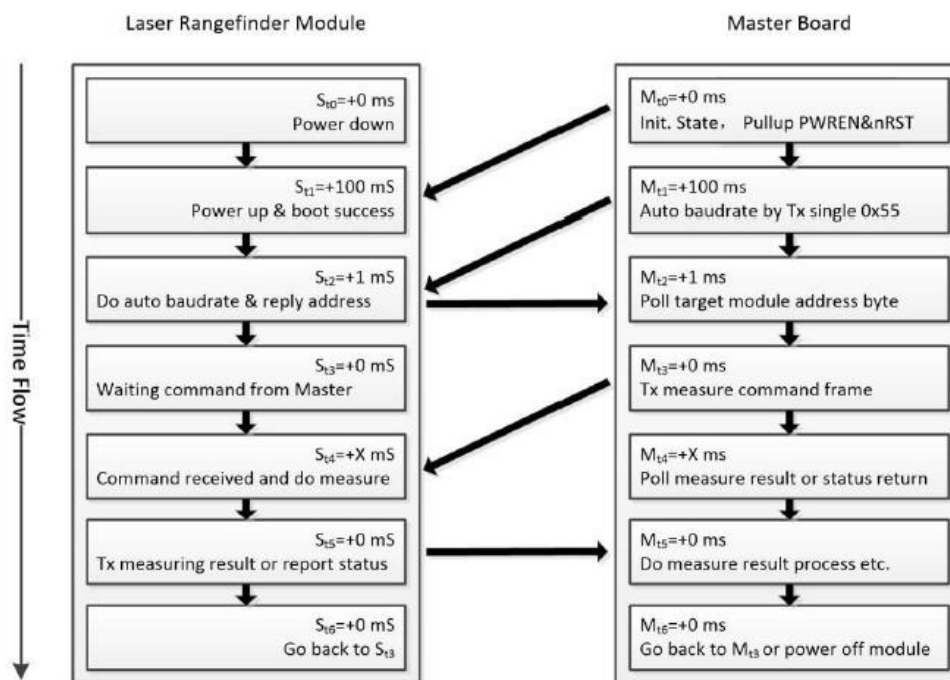 Laser Rangefinder Module
Master Board
Time Flow
St0=+0 ms
Power down
St1=+100 mS
Power up & boot success
St2=+1 mS
Do auto baudrate & reply address
St3=+0 mS
Waiting command from Master
St4=+X mS
Command received and do measure
St5=+0 mS
Tx measuring result or report status
St6=+0 mS
Go back to St3
Mt0=+0 ms
Init. State, Pullup PWREN&nRST
Mt1=+100 ms
Auto baudrate by Tx single 0x55
Mt2=+1 ms
Poll target module address byte
Mt3=+0 ms
Tx measure command frame
Mt4=+X ms
Poll measure result or status return
Mt5=+0 ms
Do measure result process etc.
Mt6=+0 ms
Go back to Mt3 or power off module